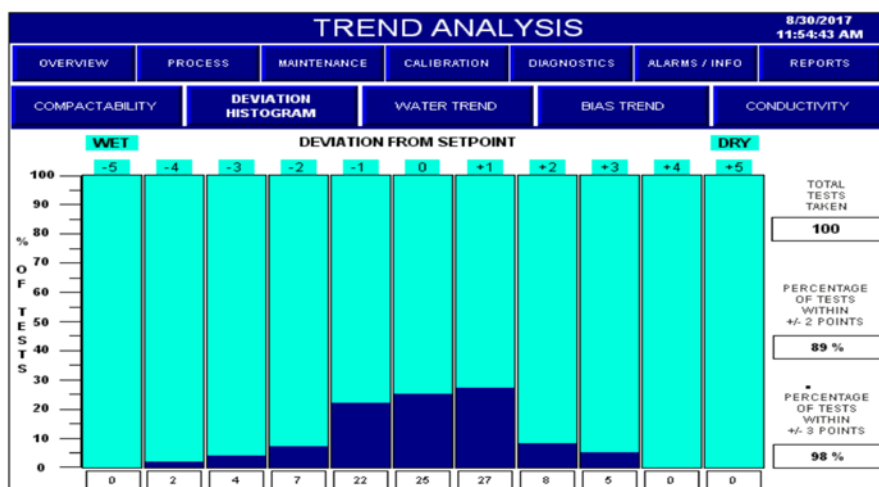 TREND ANALYSIS
8/30/2017
11:54:43 AM
OVERVIEW PROCESS MAINTENANCE CALIBRATION DIAGNOSTICS ALARMS / INFO REPORTS
COMPACTABILITY DEVIATION HISTOGRAM WATER TREND BIAS TREND CONDUCTIVITY
WET DEVIATION FROM SETPOINT DRY
-5 -4 -3 -2 -1 0 +1 +2 +3 +4 +5
% OF TESTS
100
90
80
70
60
50
40
30
20
10
0
0 2 4 7 22 25 27 8 5 0 0
TOTAL
TESTS
TAKEN
100
PERCENTAGE
OF TESTS
WITHIN
+/- 2 POINTS
89 %
PERCENTAGE
OF TESTS
WITHIN
+/- 3 POINTS
98 %